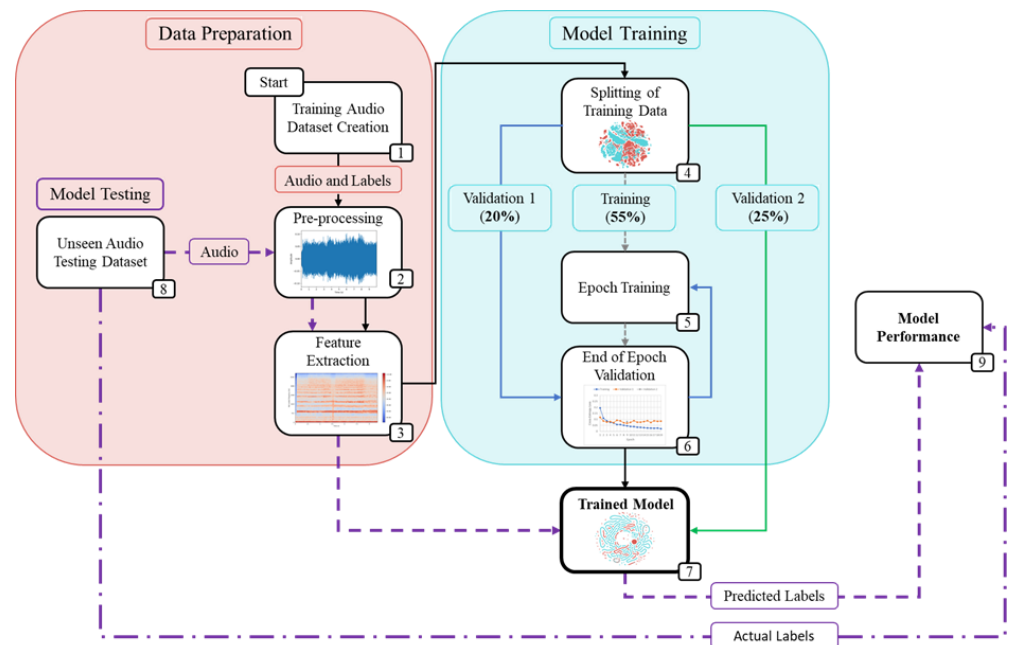 Data Preparation
Model Training
Start
Training Audio
Dataset Creation
1
Audio and Labels
Model Testing
Unseen Audio
Testing Dataset
8
Audio
Pre-processing
2
Feature
Extraction
3
Splitting of
Training Data
4
Validation 1
(20%)
Training
(55%)
Validation 2
(25%)
Epoch Training
5
End of Epoch
Validation
6
Trained Model
7
Model
Performance
9
Predicted Labels
Actual Labels